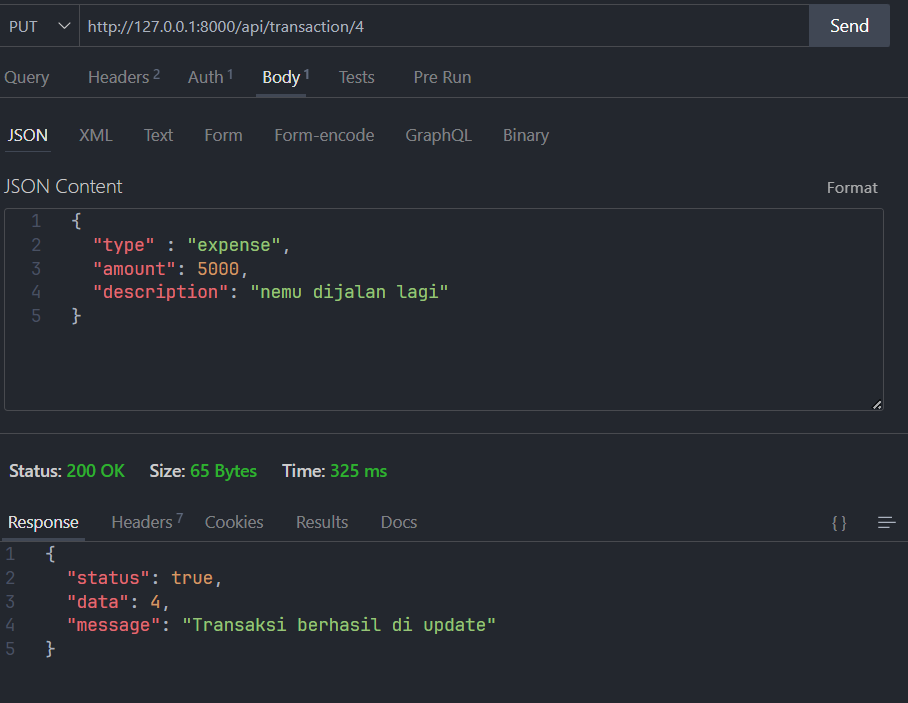 PUT http://127.0.0.1:8000/api/transaction/4 Send
Query Headers 2 Auth 1 Body 1 Tests Pre Run
JSON XML Text Form Form-encode GraphQL Binary
JSON Content Format
1 {
2 "type" : "expense",
3 "amount": 5000,
4 "description": "nemu dijalan lagi"
5 }
Status: 200 OK Size: 65 Bytes Time: 325 ms
Response Headers 7 Cookies Results Docs { }
1 {
2 "status": true,
3 "data": 4,
4 "message": "Transaksi berhasil di update"
5 }